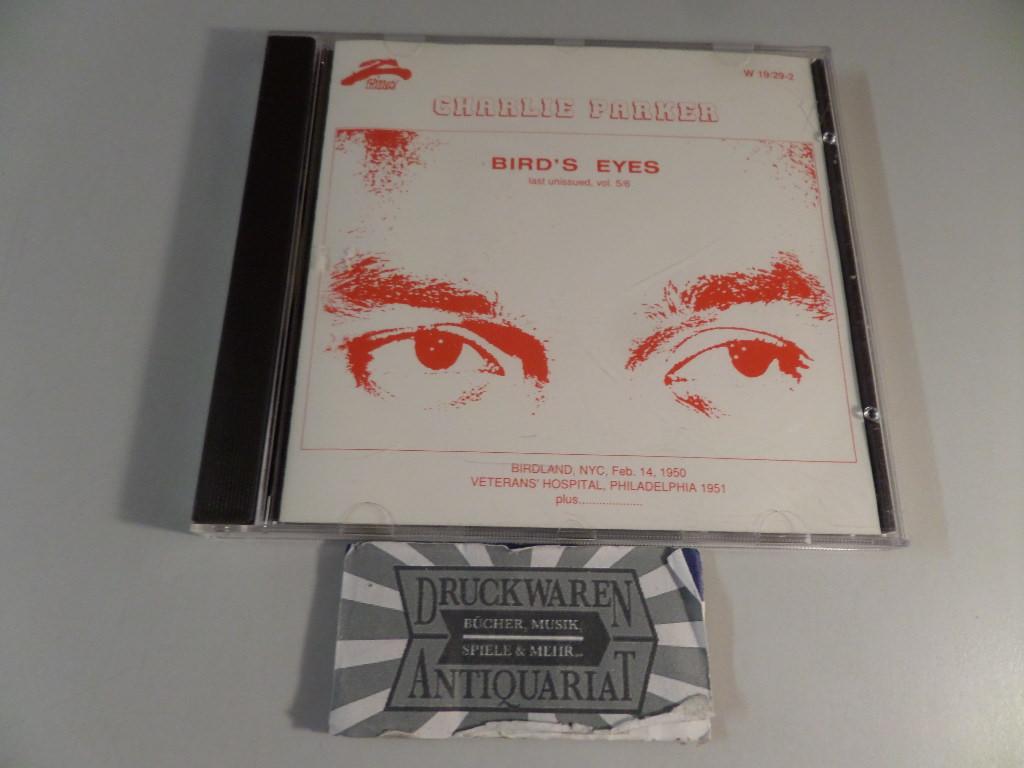 W 19/29-2
CHARLIE PARKER
BIRD'S EYES
last unissued, vol. 5/6
BIRDLAND, NYC, Feb. 14, 1950
VETERANS' HOSPITAL, PHILADELPHIA 1951
plus...................
DRUCKWAREN
BÜCHER, MUSIK,
SPIELE & MEHR...
ANTIQUARIAT